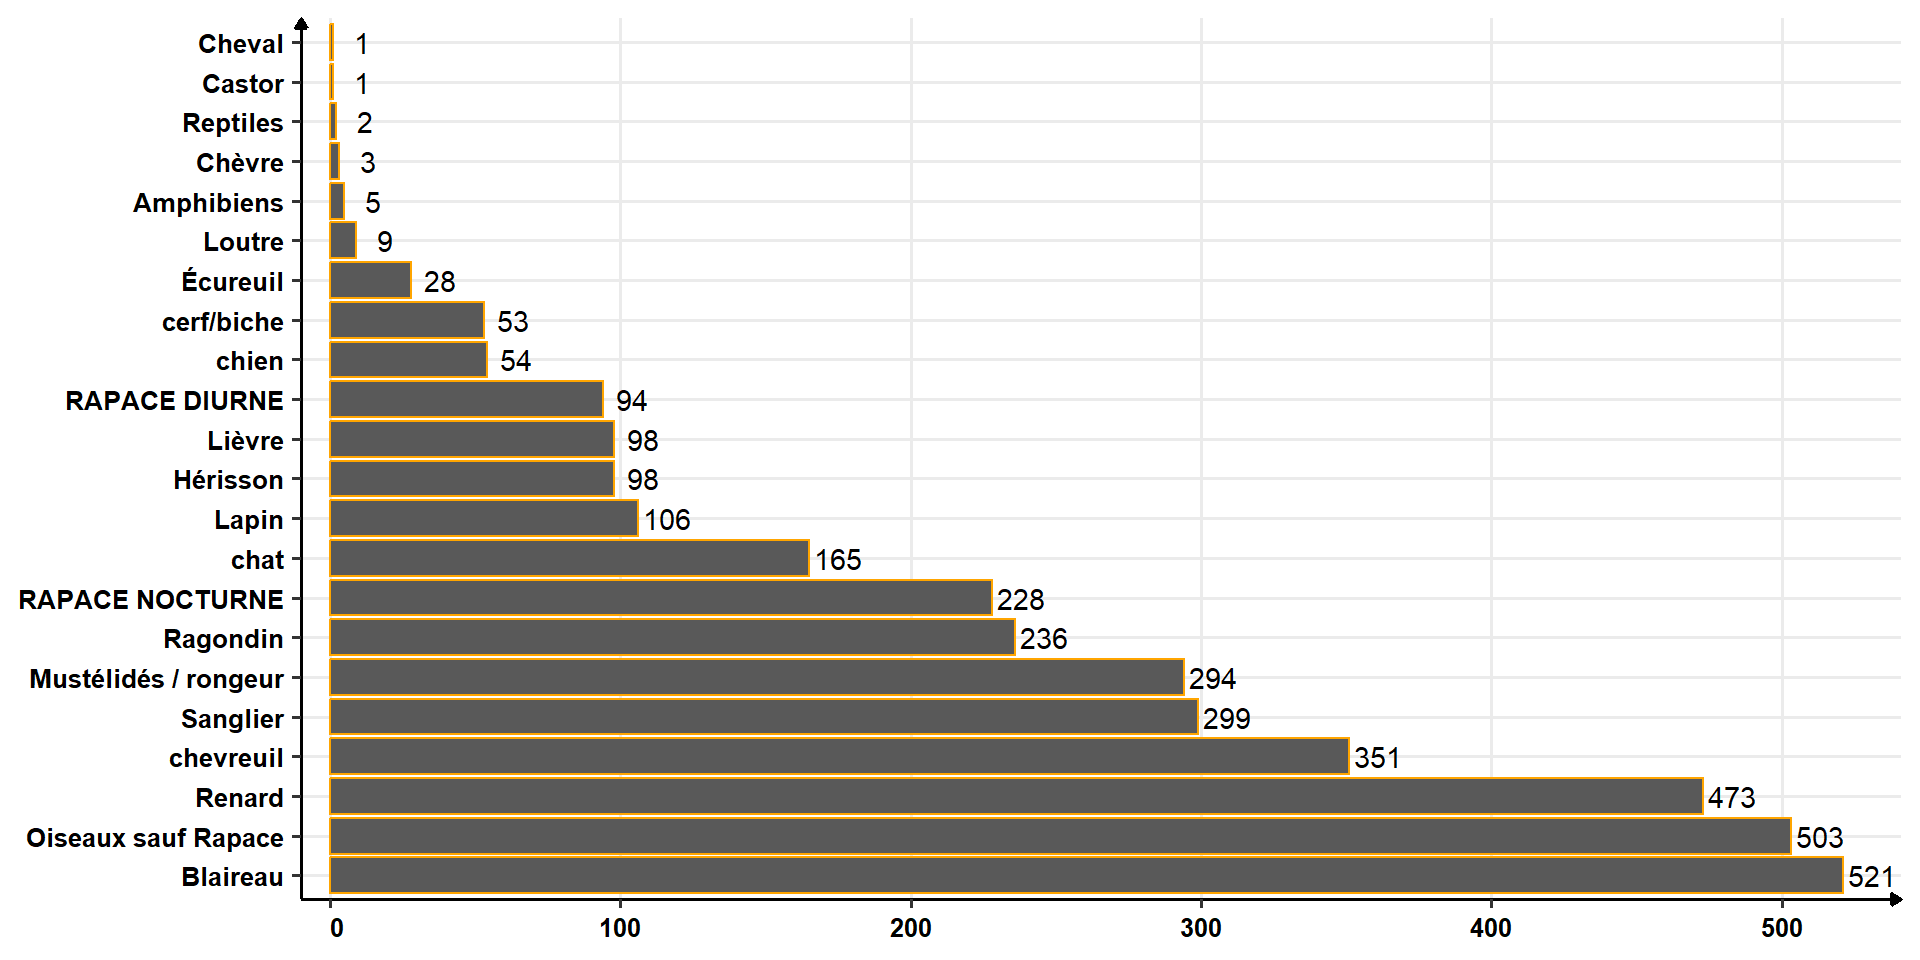 Cheval 1
Castor 1
Reptiles 2
Chèvre 3
Amphibiens 5
Loutre 9
Écureuil 28
cerf/biche 53
chien 54
RAPACE DIURNE 94
Lièvre 98
Hérisson 98
Lapin 106
chat 165
RAPACE NOCTURNE 228
Ragondin 236
Mustélidés / rongeur 294
Sanglier 299
chevreuil 351
Renard 473
Oiseaux sauf Rapace 503
Blaireau 521
0 100 200 300 400 500